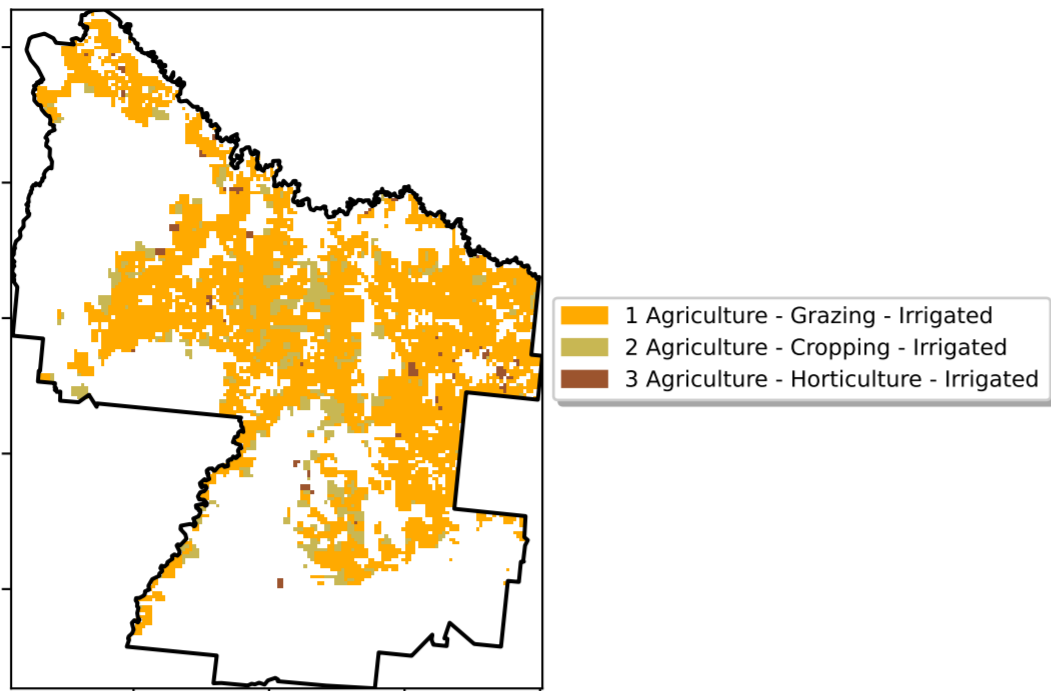 1 Agriculture - Grazing - Irrigated
2 Agriculture - Cropping - Irrigated
3 Agriculture - Horticulture - Irrigated